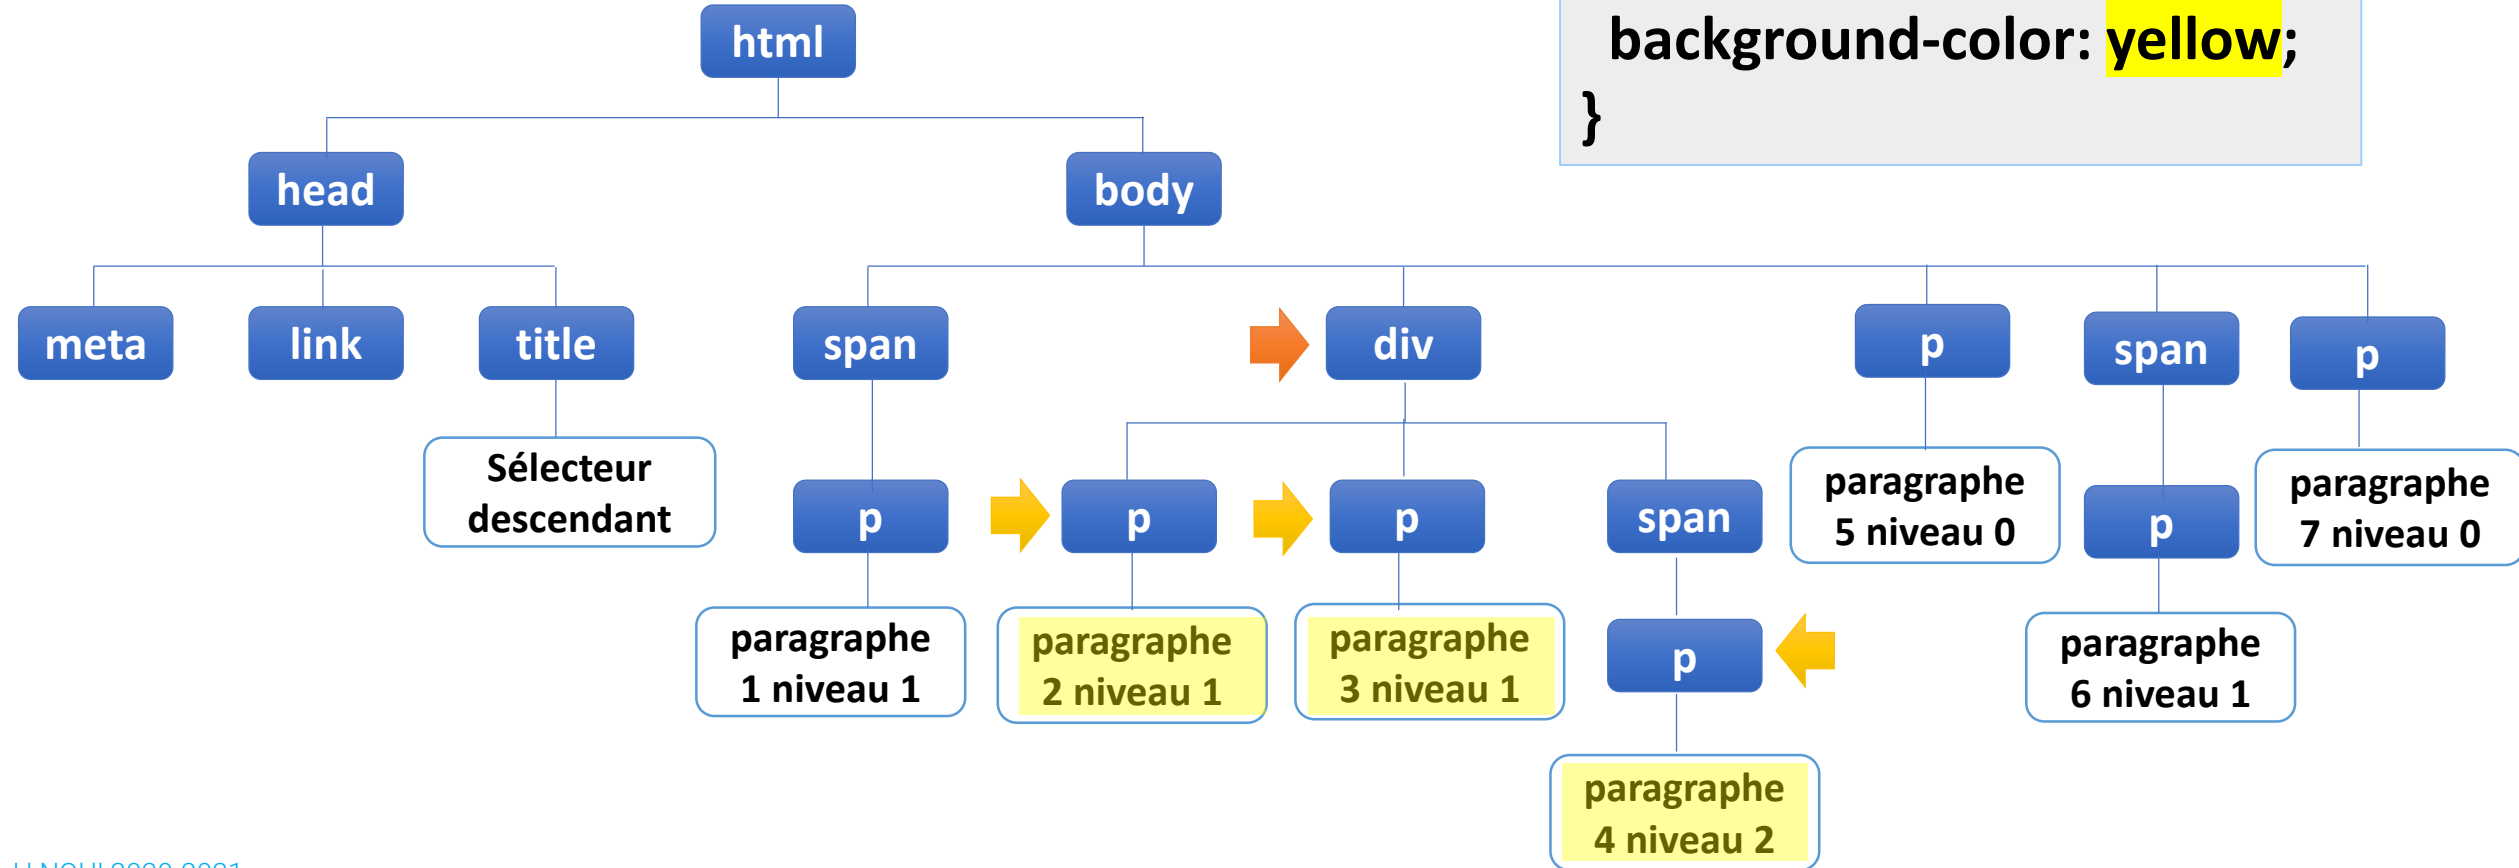 html
background-color: yellow;
}
head
body
meta
link
title
span
div
p
span
p
Sélecteur
descendant
p
p
p
span
paragraphe
5 niveau 0
p
paragraphe
7 niveau 0
paragraphe
1 niveau 1
paragraphe
2 niveau 1
paragraphe
3 niveau 1
p
paragraphe
6 niveau 1
paragraphe
4 niveau 2